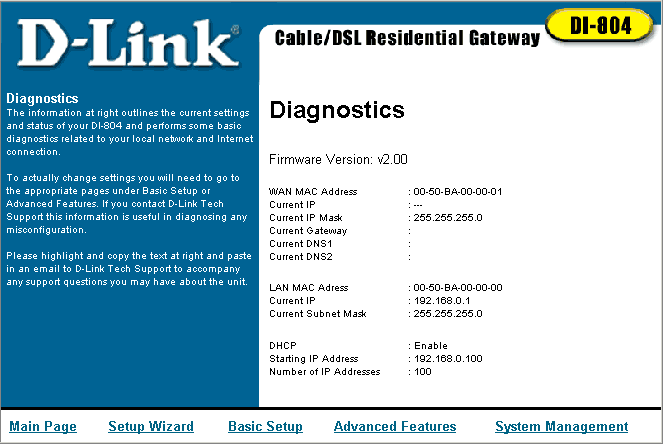 D-Link
Cable/DSL Residential Gateway
DI-804
Diagnostics
The information at right outlines the current settings
and status of your DI-804 and performs some basic
diagnostics related to your local network and Internet
connection.
To actually change settings you will need to go to
the appropriate pages under Basic Setup or
Advanced Features. If you contact D-Link Tech
Support this information is useful in diagnosing any
misconfiguration.
Please highlight and copy the text at right and paste
in an email to D-Link Tech Support to accompany
any support questions you may have about the unit.
Diagnostics
Firmware Version: v2.00
WAN MAC Address : 00-50-BA-00-00-01
Current IP : ---
Current IP Mask : 255.255.255.0
Current Gateway :
Current DNS1 :
Current DNS2 :
LAN MAC Adress : 00-50-BA-00-00-00
Current IP : 192.168.0.1
Current Subnet Mask : 255.255.255.0
DHCP : Enable
Starting IP Address : 192.168.0.100
Number of IP Addresses : 100
Main Page Setup Wizard Basic Setup Advanced Features System Management